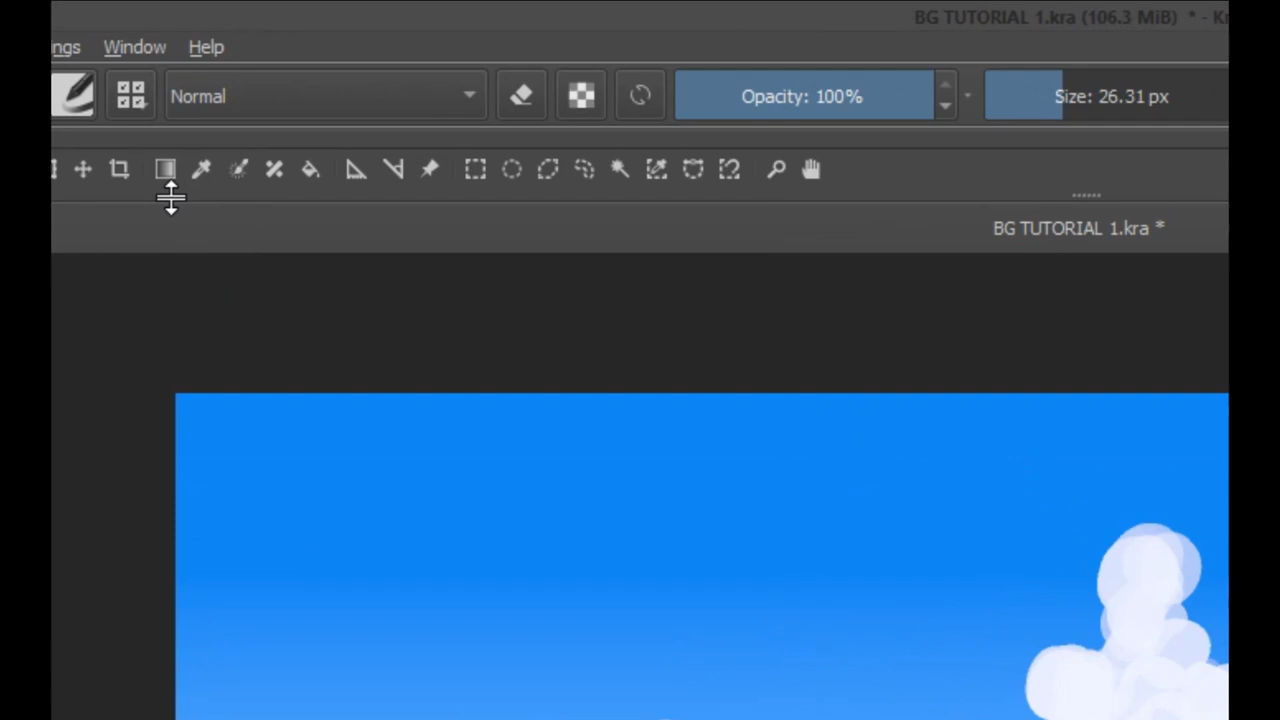 BG TUTORIAL 1.kra (106.3 MiB) * - Kr
ngs Window Help
Normal Opacity: 100% Size: 26.31 px
BG TUTORIAL 1.kra *